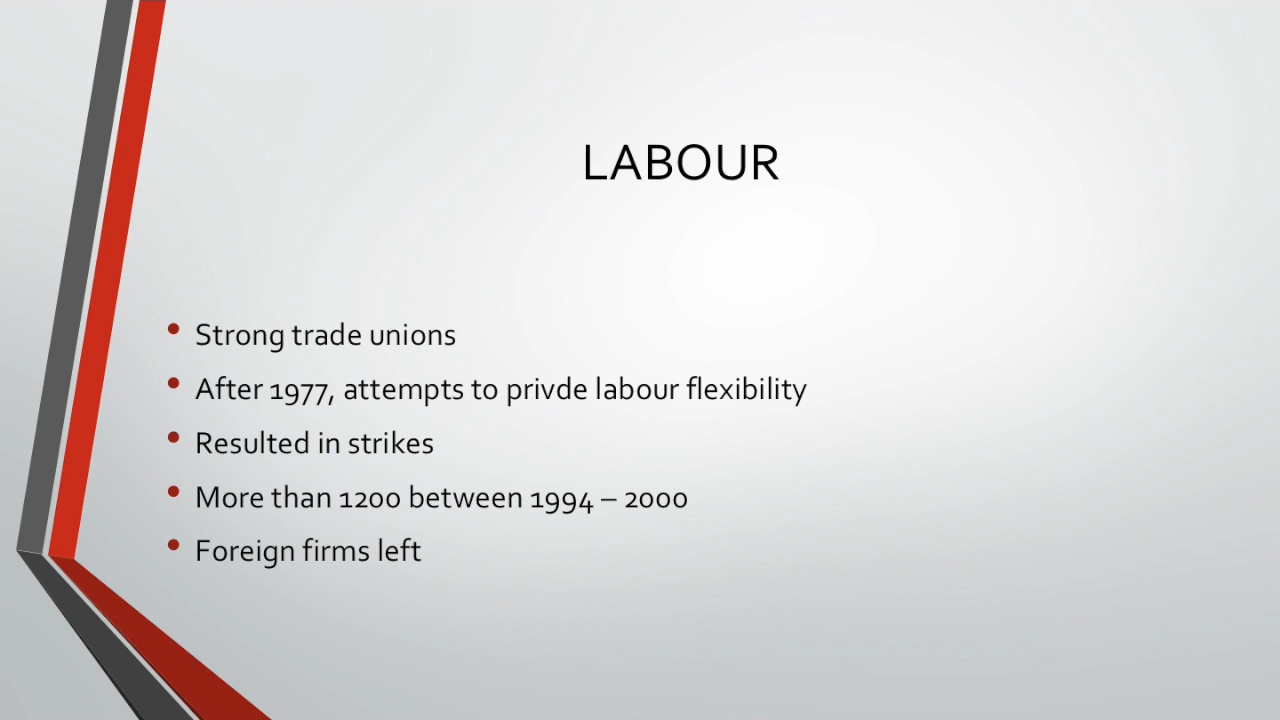 LABOUR
• Strong trade unions
• After 1977, attempts to privde labour flexibility
• Resulted in strikes
• More than 1200 between 1994 – 2000
• Foreign firms left